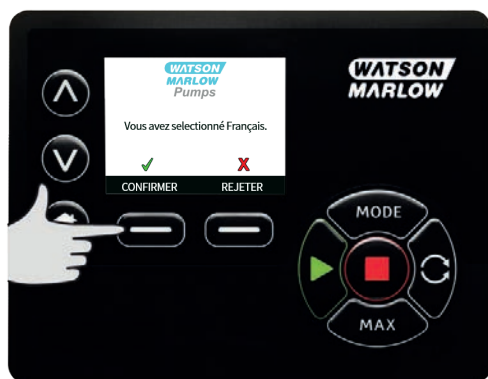 WATSON
MARLOW
Pumps
Vous avez selectionné Français.
CONFIRMER
REJETER
WATSON
MARLOW
MODE
MAX